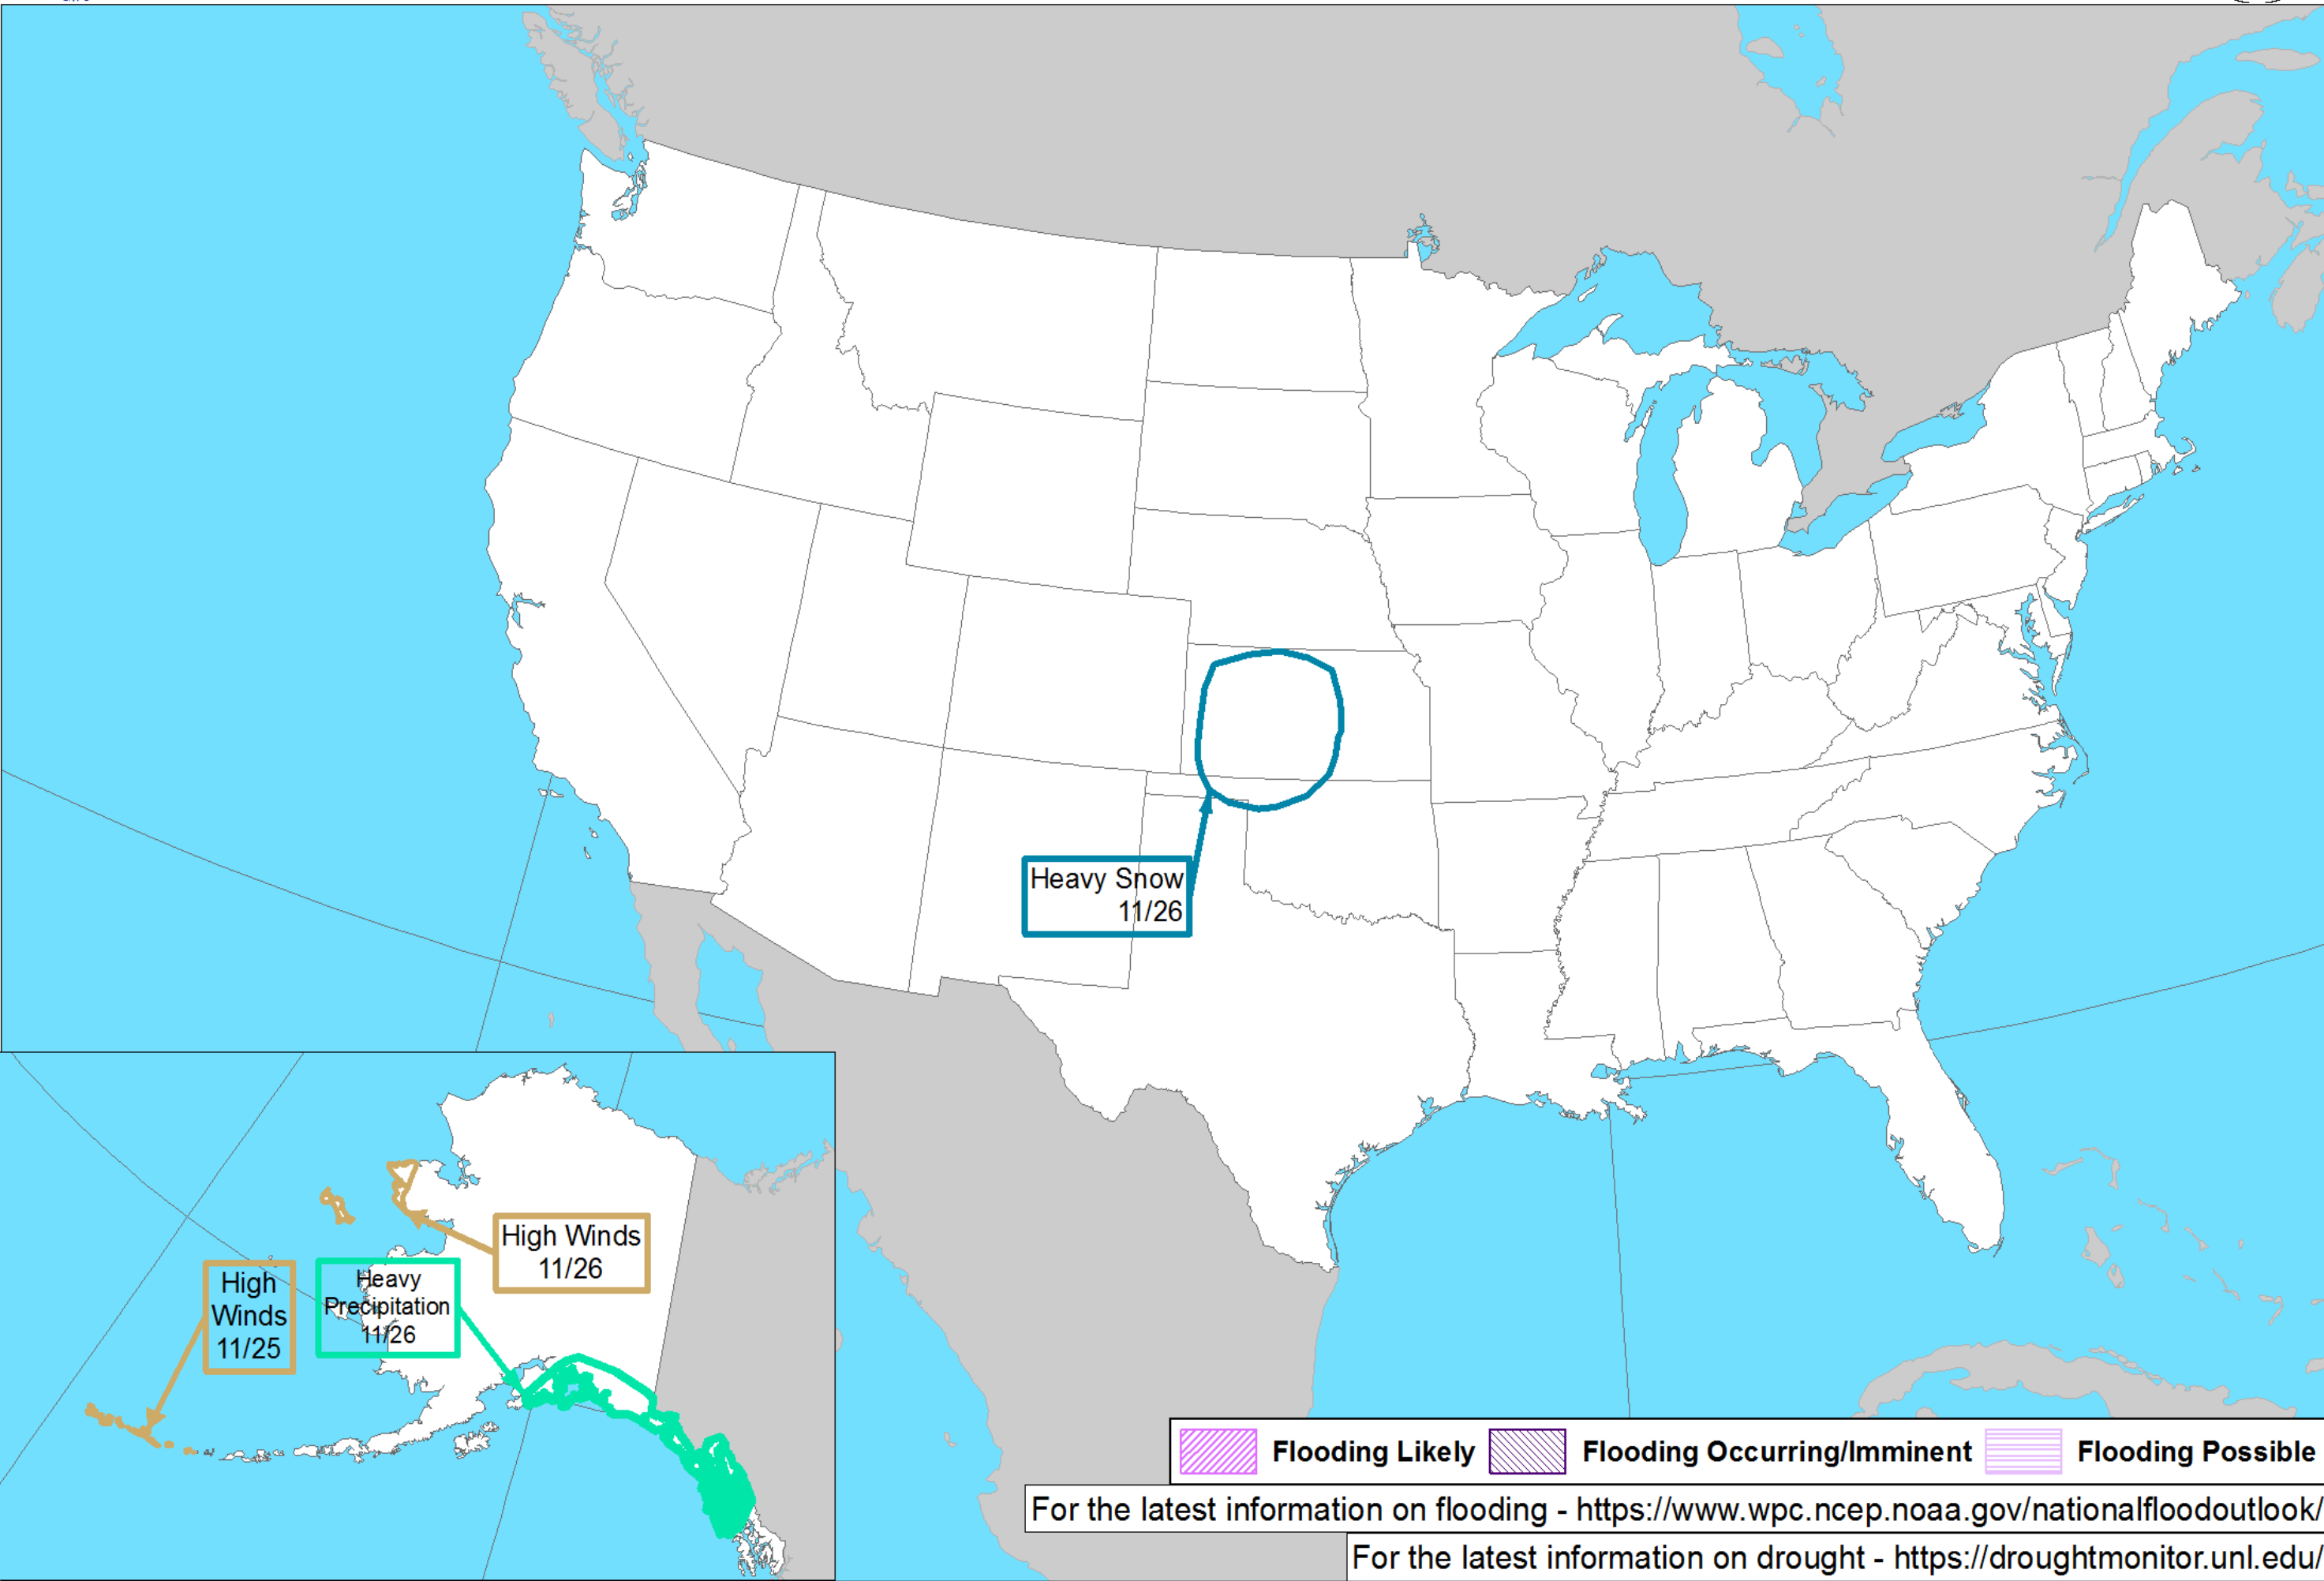 Heavy Snow
11/26
High Winds
11/26
High
Winds
11/25
Heavy
Precipitation
11/26
Flooding Likely
Flooding Occurring/Imminent
Flooding Possible
For the latest information on flooding - https://www.wpc.ncep.noaa.gov/nationalfloodoutlook/
For the latest information on drought - https://droughtmonitor.unl.edu/